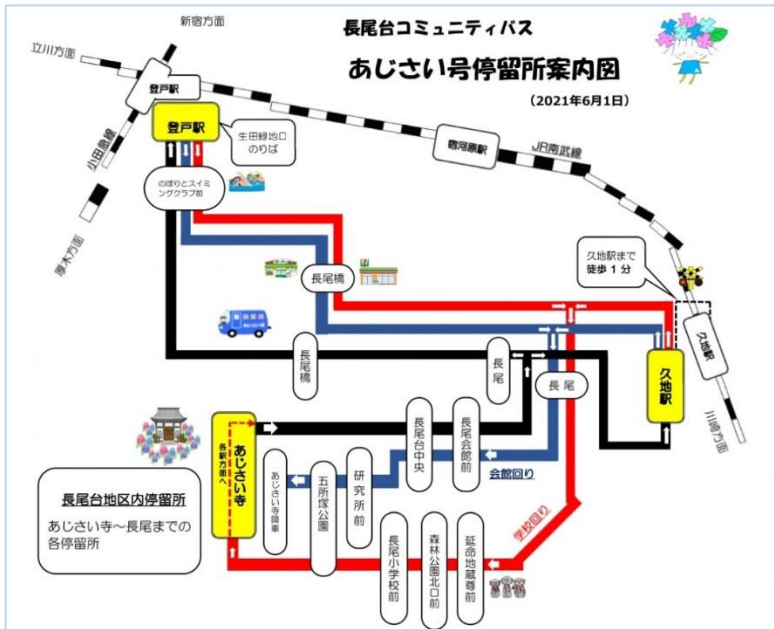 長尾台コミュニティバス
あじさい号停留所案内図
(2021年6月1日)
新宿方面
立川方面
登戸駅
登戸駅
生田緑地口
のりば
小田急線
厚木方面
のぼりとスイミ
ングクラブ前
宿河原駅
JR南武線
久地駅まで
徒歩1分
久地駅
川崎方面
長尾橋
長尾橋
長尾
長尾
久地駅
あじさい寺
各駅方面へ
長尾台中央
長尾会館前
会館回り
あじさい寺降車
五所塚公園
研究所前
学校回り
長尾小学校前
森林公園北口前
延命地蔵尊前
長尾台地区内停留所
あじさい寺~長尾までの
各停留所